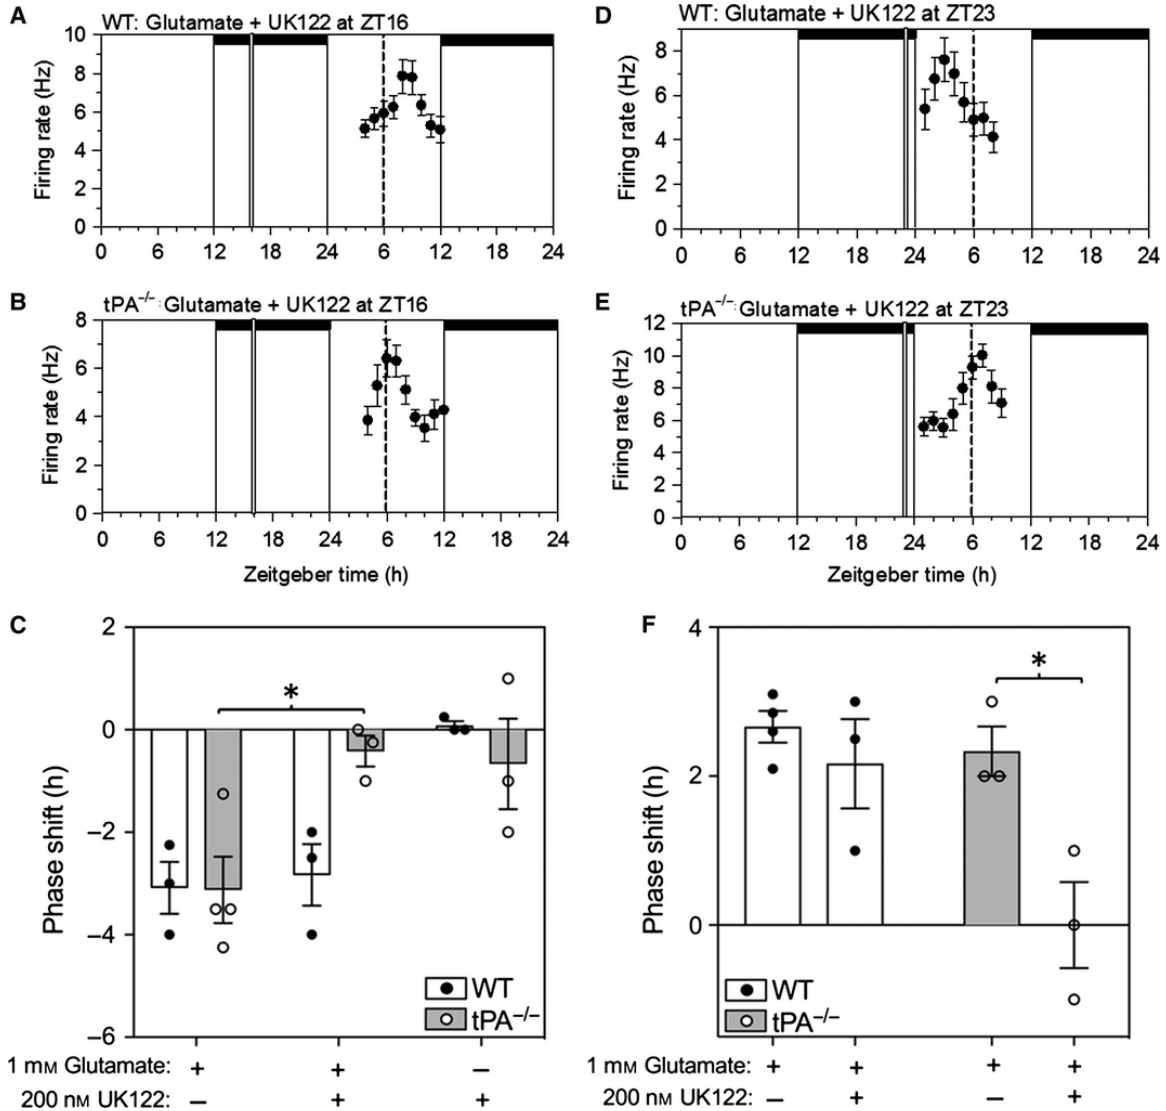 A
WT: Glutamate + UK122 at ZT16
Firing rate (Hz)
10
8
6
4
2
0
0 6 12 18 24 6 12 18 24
B
tPA−/−: Glutamate + UK122 at ZT16
Firing rate (Hz)
8
6
4
2
0
0 6 12 18 24 6 12 18 24
Zeitgeber time (h)
D
WT: Glutamate + UK122 at ZT23
Firing rate (Hz)
8
6
4
2
0
0 6 12 18 24 6 12 18 24
E
tPA−/−: Glutamate + UK122 at ZT23
Firing rate (Hz)
12
10
8
6
4
2
0
0 6 12 18 24 6 12 18 24
Zeitgeber time (h)
C
Phase shift (h)
2
0
−2
−4
−6
*
WT
tPA−/−
1 mM Glutamate: + + −
200 nM UK122: − + +
F
Phase shift (h)
4
2
0
*
WT
tPA−/−
1 mM Glutamate: + + + +
200 nM UK122: − + − +